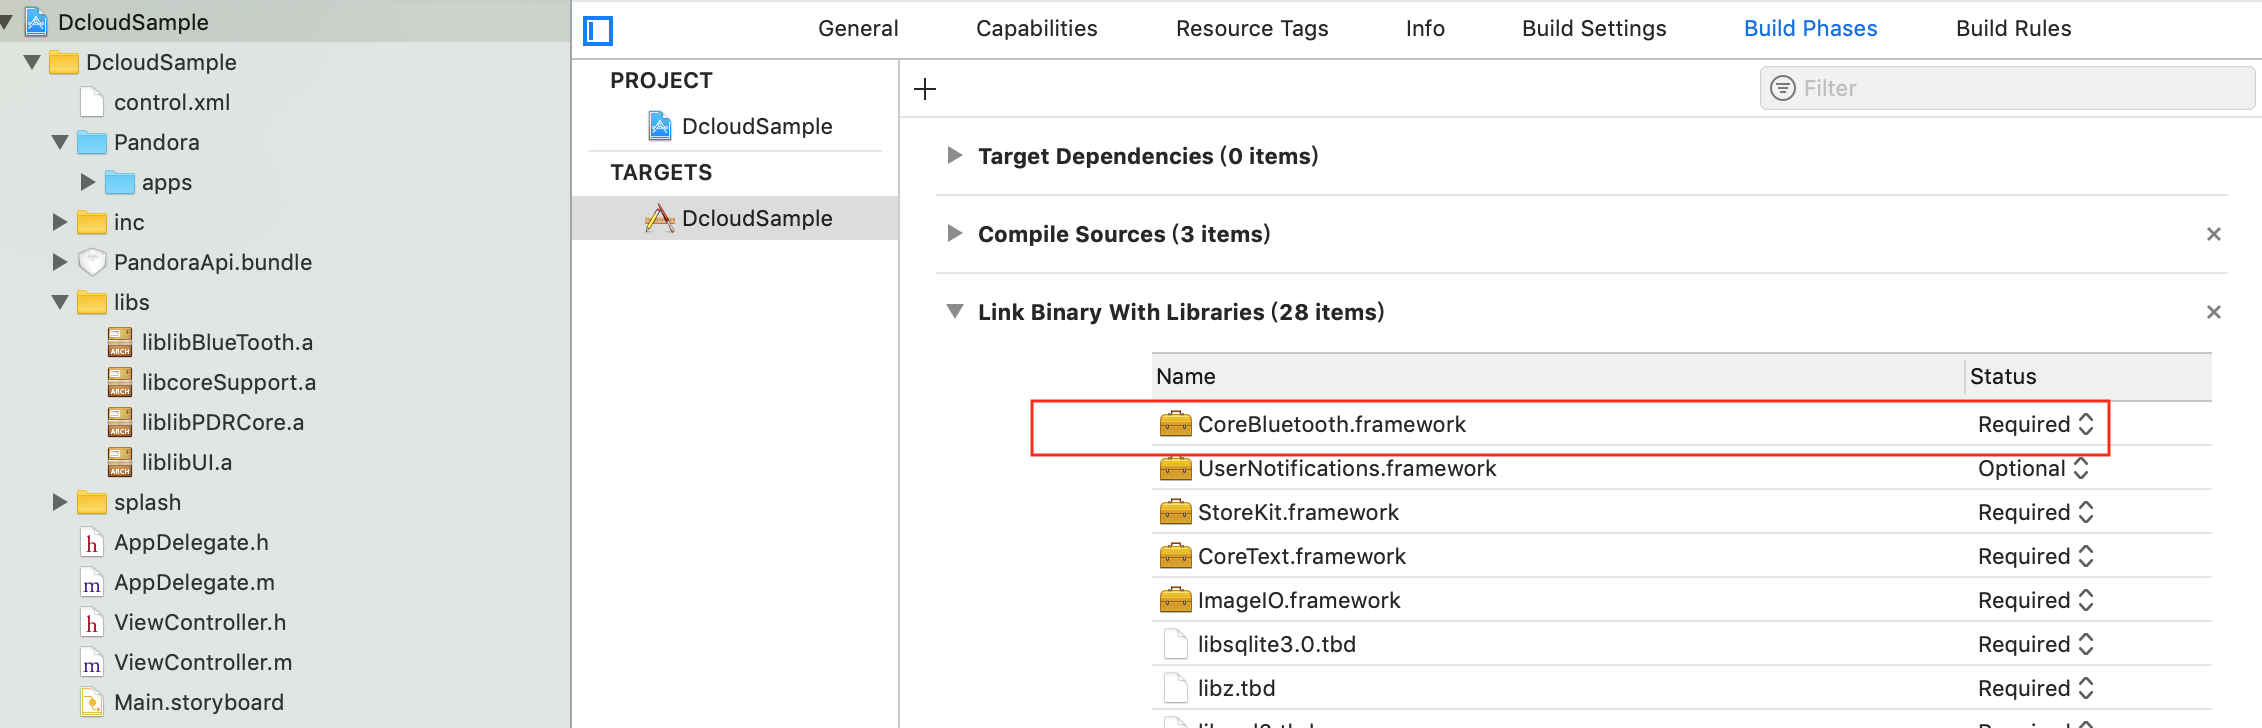 DcloudSample
DcloudSample
control.xml
Pandora
apps
inc
PandoraApi.bundle
libs
liblibBlueTooth.a
libcoreSupport.a
liblibPDRCore.a
liblibUI.a
splash
AppDelegate.h
AppDelegate.m
ViewController.h
ViewController.m
Main.storyboard
General Capabilities Resource Tags Info Build Settings Build Phases Build Rules
PROJECT
DcloudSample
TARGETS
DcloudSample
Filter
Target Dependencies (0 items)
Compile Sources (3 items)
Link Binary With Libraries (28 items)
Name Status
CoreBluetooth.framework Required
UserNotifications.framework Optional
StoreKit.framework Required
CoreText.framework Required
ImageIO.framework Required
libsqlite3.0.tbd Required
libz.tbd Required
Required